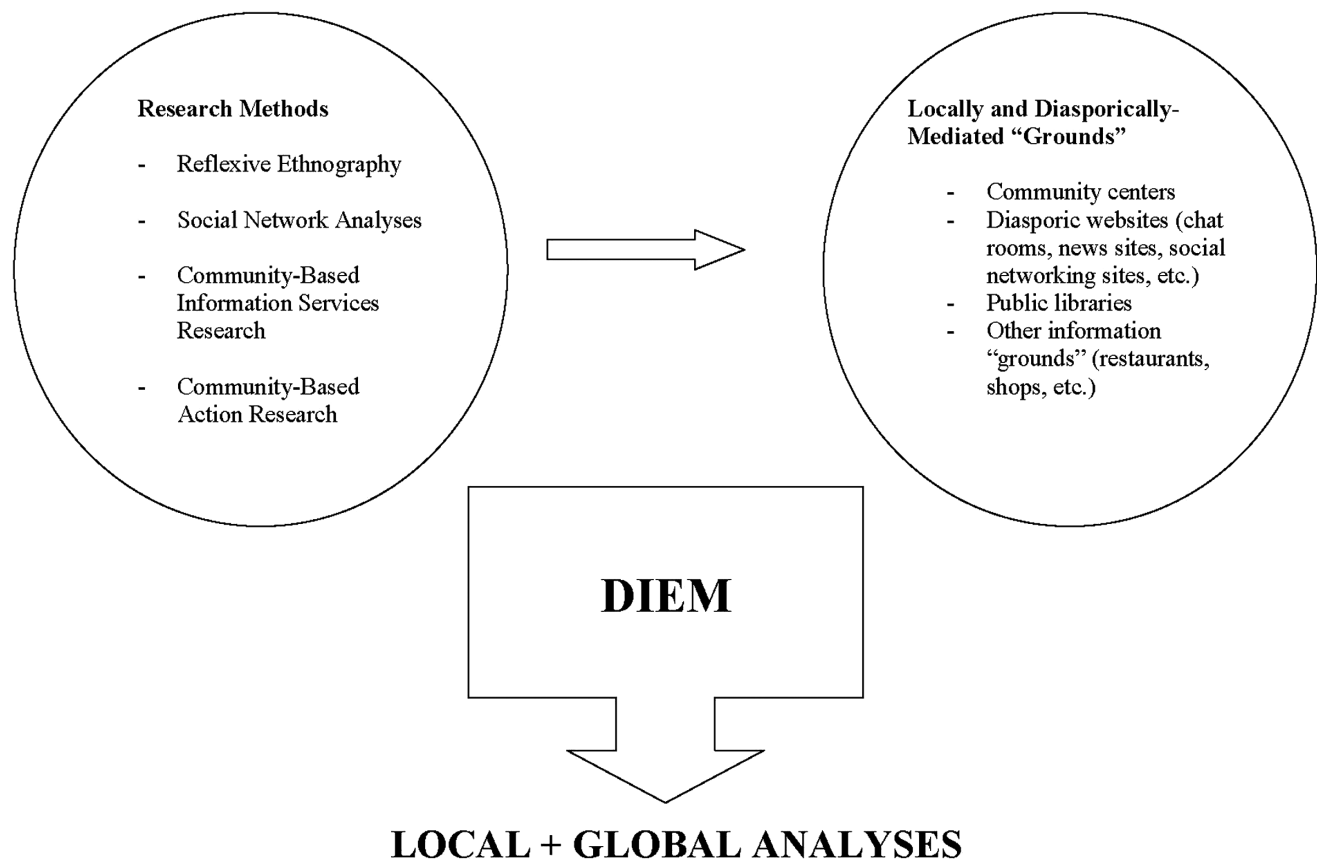 Research Methods
- Reflexive Ethnography
- Social Network Analyses
- Community-Based
Information Services
Research
- Community-Based
Action Research
Locally and Diasporically-
Mediated “Grounds”
- Community centers
- Diasporic websites (chat
rooms, news sites, social
networking sites, etc.)
- Public libraries
- Other information
“grounds” (restaurants,
shops, etc.)
DIEM
LOCAL + GLOBAL ANALYSES